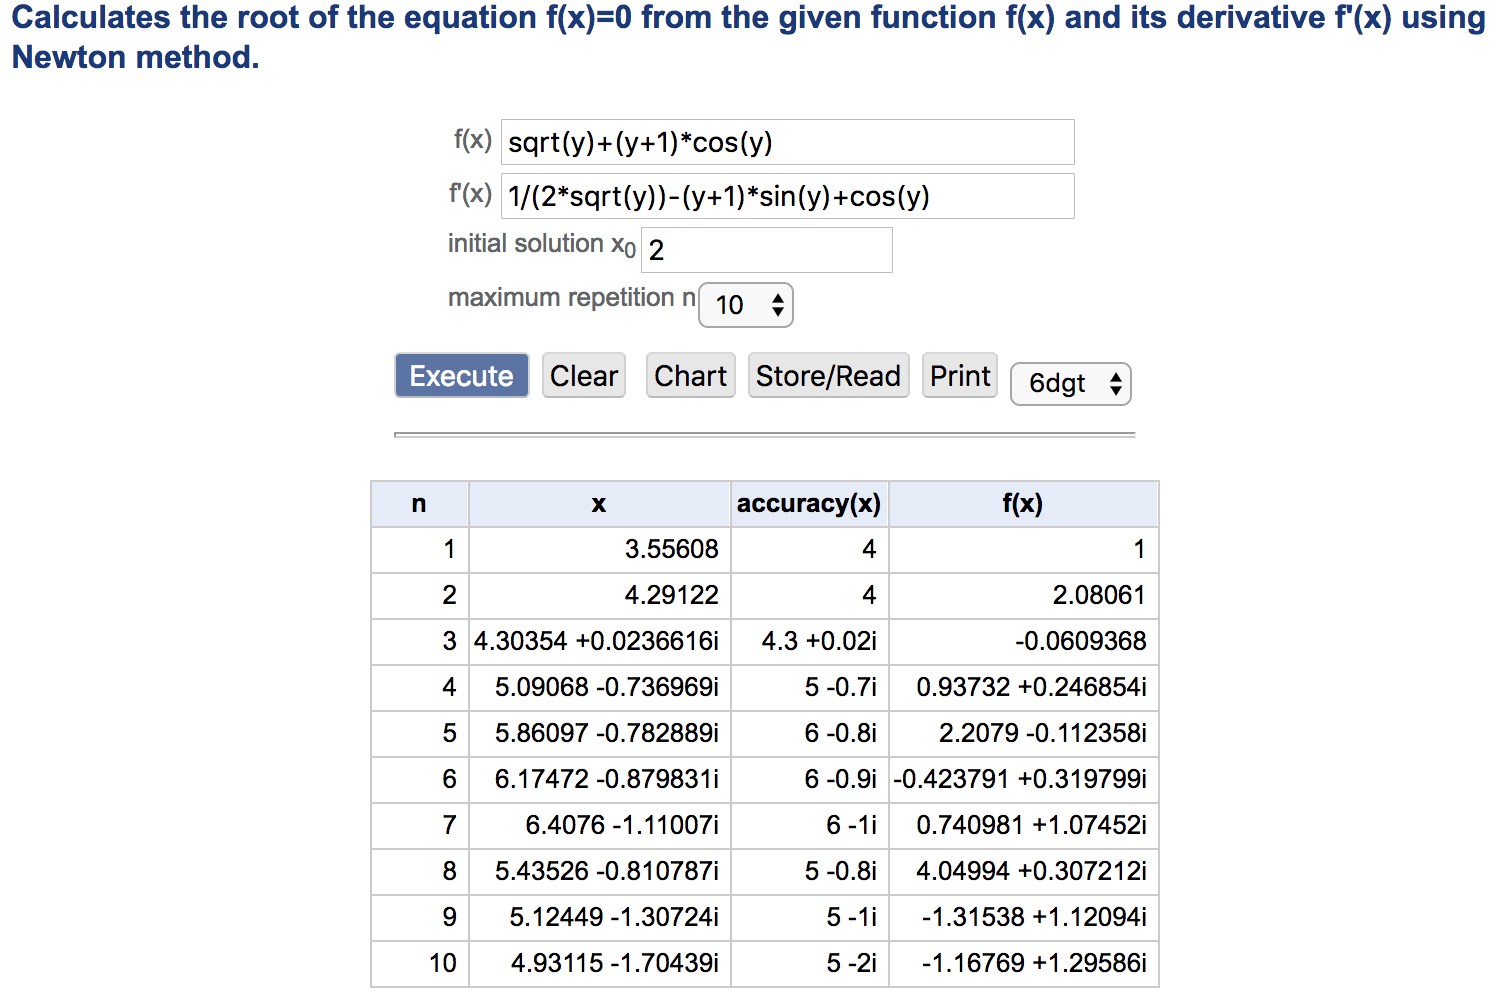 Calculates the root of the equation f(x)=0 from the given function f(x) and its derivative f'(x) using
Newton method.
f(x) sqrt(y)+(y+1)*cos(y)
f'(x) 1/(2*sqrt(y))-(y+1)*sin(y)+cos(y)
initial solution x0 2
maximum repetition n 10
Execute Clear Chart Store/Read Print 6dgt
n x accuracy(x) f(x)
1 3.55608 4 1
2 4.29122 4 2.08061
3 4.30354 +0.0236616i 4.3 +0.02i -0.0609368
4 5.09068 -0.736969i 5 -0.7i 0.93732 +0.246854i
5 5.86097 -0.782889i 6 -0.8i 2.2079 -0.112358i
6 6.17472 -0.879831i 6 -0.9i -0.423791 +0.319799i
7 6.4076 -1.11007i 6 -1i 0.740981 +1.07452i
8 5.43526 -0.810787i 5 -0.8i 4.04994 +0.307212i
9 5.12449 -1.30724i 5 -1i -1.31538 +1.12094i
10 4.93115 -1.70439i 5 -2i -1.16769 +1.29586i